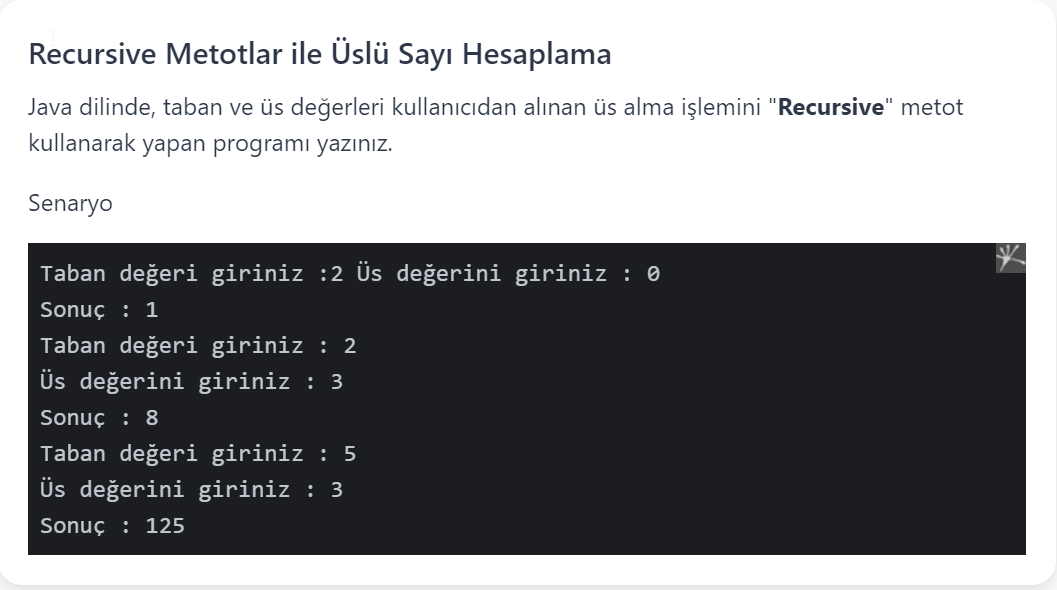 Recursive Metotlar ile Üslü Sayı Hesaplama
Java dilinde, taban ve üs değerleri kullanıcıdan alınan üs alma işlemini "Recursive" metot
kullanarak yapan programı yazınız.
Senaryo
Taban değeri giriniz :2 Üs değerini giriniz : 0
Sonuç : 1
Taban değeri giriniz : 2
Üs değerini giriniz : 3
Sonuç : 8
Taban değeri giriniz : 5
Üs değerini giriniz : 3
Sonuç : 125